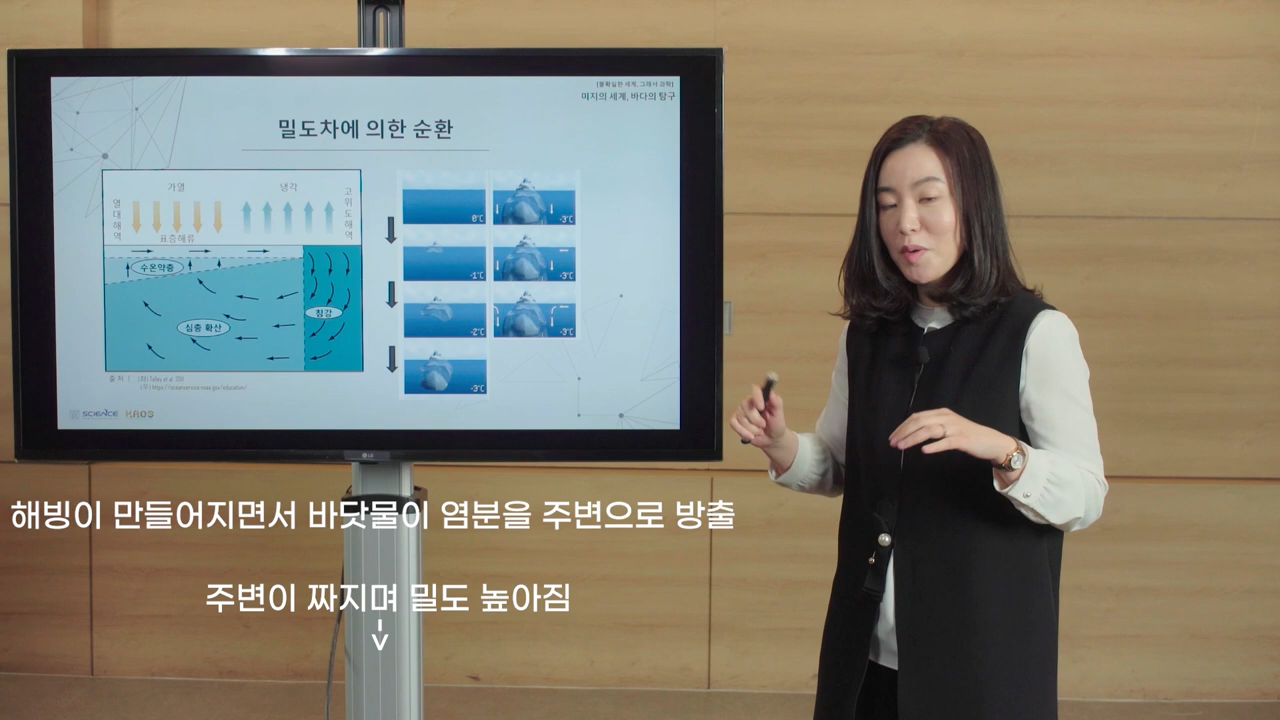 [불확실한 세계, 그래서 과학]
미지의 세계, 바다의 탐구
밀도차에 의한 순환
가열
냉각
열대해역
고위도해역
표층해류
수온약층
침강
심층 확산
0℃
-1℃
-2℃
-3℃
-3℃
-3℃
-3℃
출처
SCIENCE
KAOS
LG
해빙이 만들어지면서 바닷물이 염분을 주변으로 방출
주변이 짜지며 밀도 높아짐